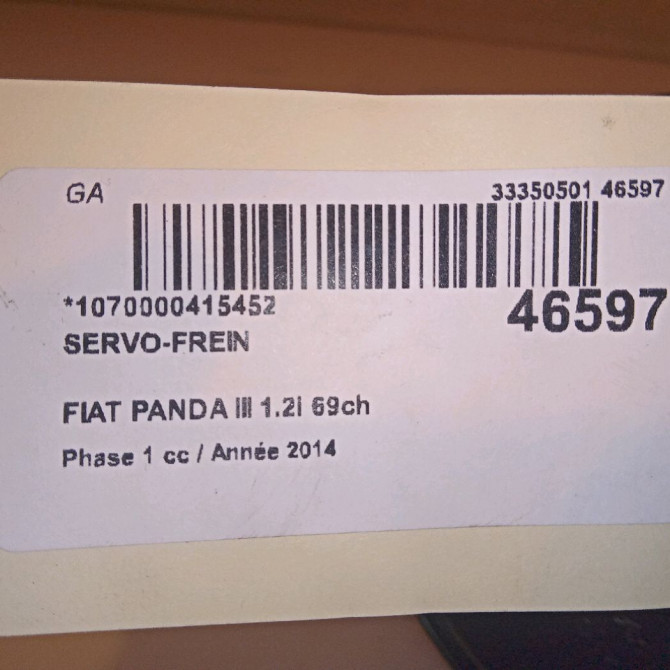 GA
33350501 46597
*1070000415452
46597
SERVO-FREIN
FIAT PANDA III 1.2i 69ch
Phase 1 cc / Année 2014